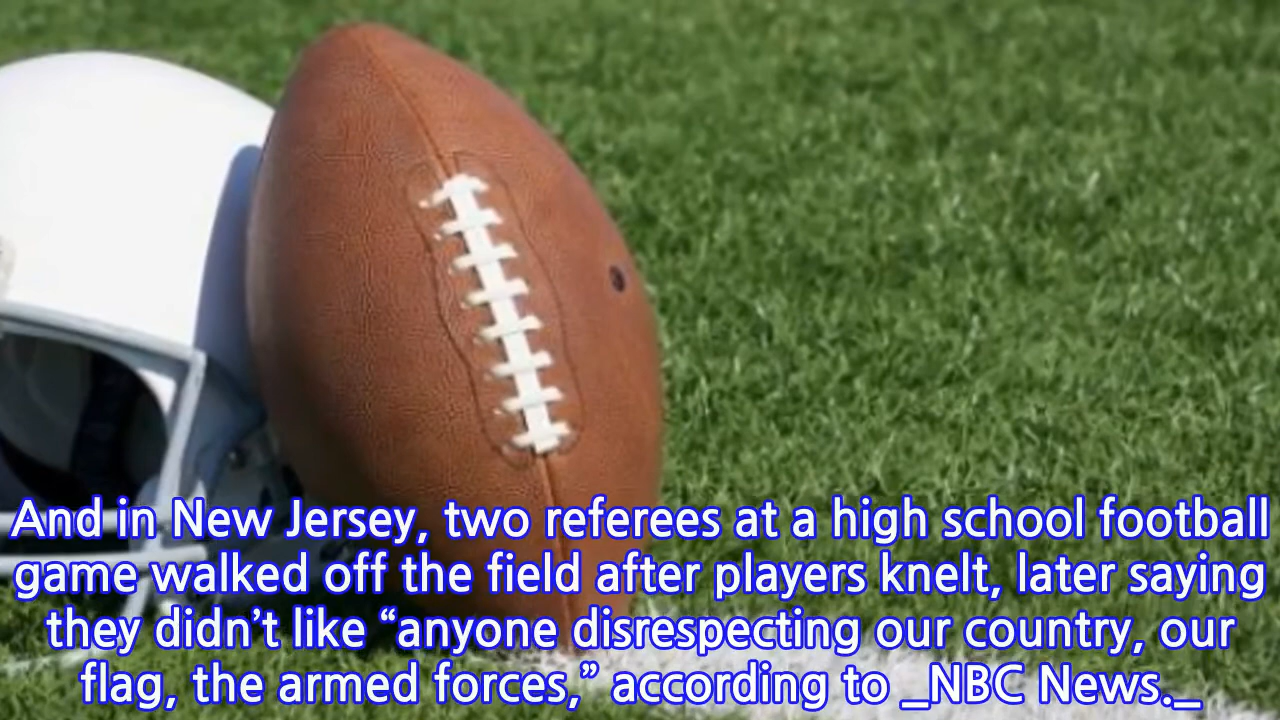 And in New Jersey, two referees at a high school football
game walked off the field after players knelt, later saying
they didn’t like “anyone disrespecting our country, our
flag, the armed forces,” according to _NBC News._